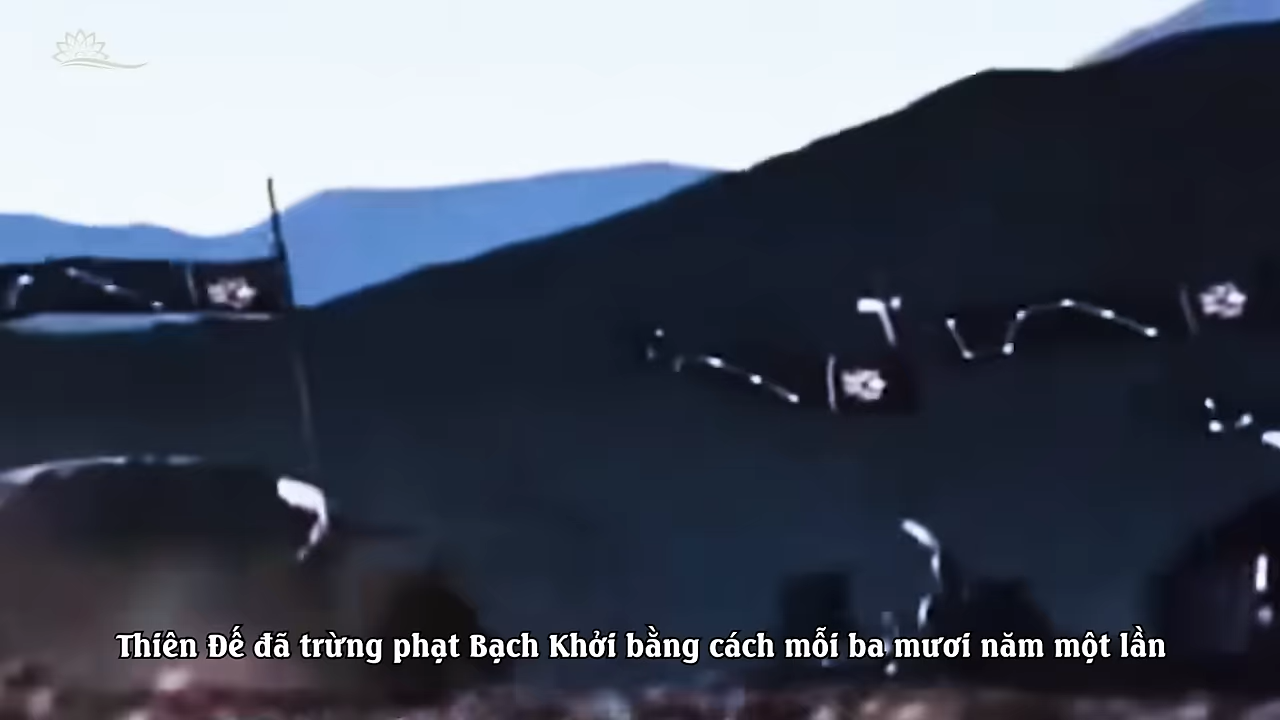 Thiên Đế đã trừng phạt Bạch Khởi bằng cách mỗi ba mươi năm một lần